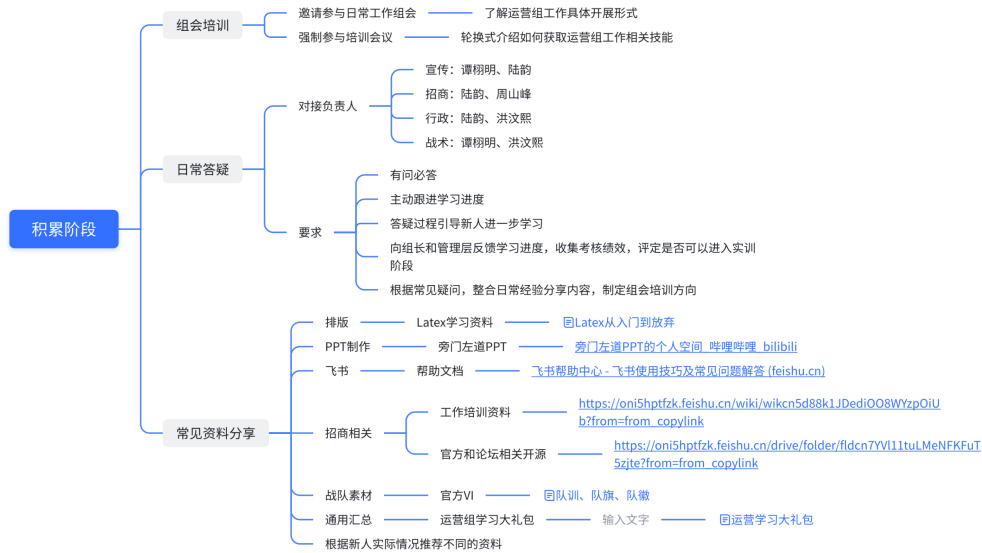 积累阶段
组会培训
邀请参与日常工作组会
了解运营组工作具体开展形式
强制参与培训会议
轮换式介绍如何获取运营组工作相关技能
日常答疑
对接负责人
宣传：谭栩明、陆韵
招商：陆韵、周山峰
行政：陆韵、洪汶熙
战术：谭栩明、洪汶熙
要求
有问必答
主动跟进学习进度
答疑过程引导新人进一步学习
向组长和管理层反馈学习进度，收集考核绩效，评定是否可以进入实训
阶段
根据常见疑问，整合日常经验分享内容，制定组会培训方向
常见资料分享
排版
Latex学习资料
Latex从入门到放弃
PPT制作
旁门左道PPT
旁门左道PPT的个人空间_哔哩哔哩_bilibili
飞书
帮助文档
飞书帮助中心 - 飞书使用技巧及常见问题解答 (feishu.cn)
招商相关
工作培训资料
https://oni5hptfzk.feishu.cn/wiki/wikcn5d88k1JDediOO8WYzpOiU
b?from=from_copylink
官方和论坛相关开源
https://oni5hptfzk.feishu.cn/drive/folder/fldcn7YVl11tuLMeNFKFuT
5zjte?from=from_copylink
战队素材
官方VI
队训、队旗、队徽
通用汇总
运营组学习大礼包
输入文字
运营学习大礼包
根据新人实际情况推荐不同的资料